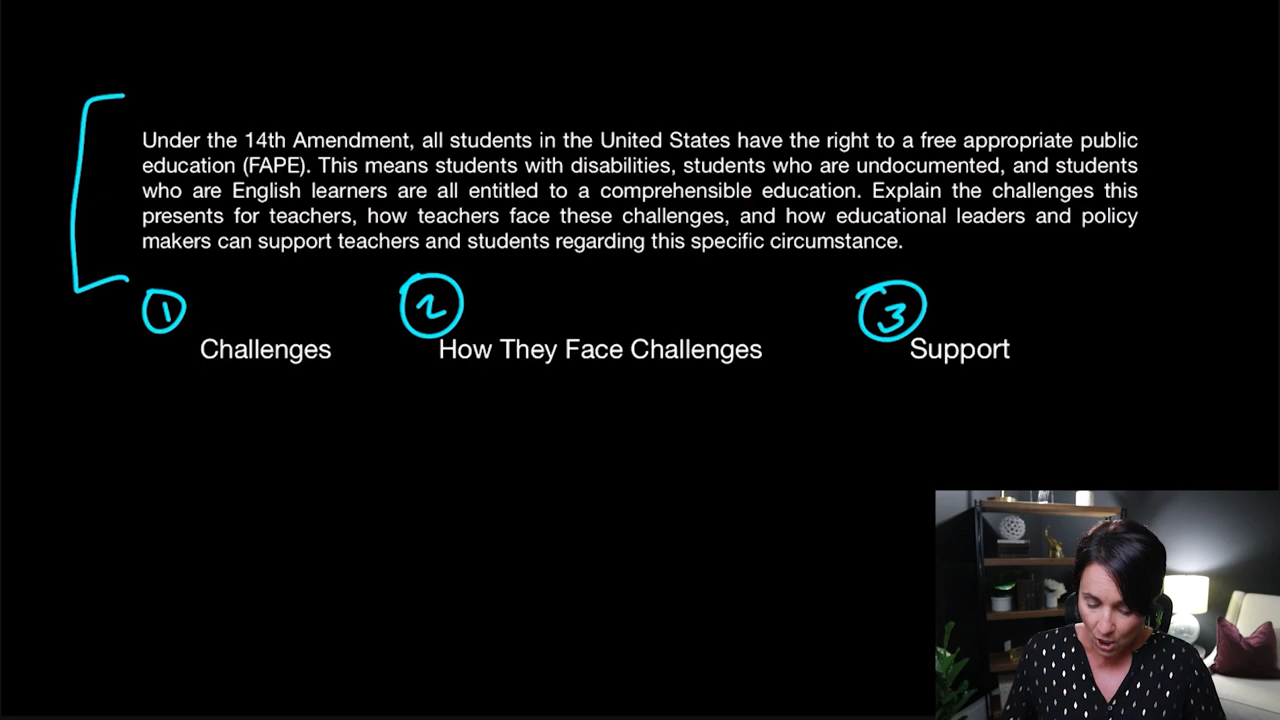 Under the 14th Amendment, all students in the United States have the right to a free appropriate public
education (FAPE). This means students with disabilities, students who are undocumented, and students
who are English learners are all entitled to a comprehensible education. Explain the challenges this
presents for teachers, how teachers face these challenges, and how educational leaders and policy
makers can support teachers and students regarding this specific circumstance.
1 2 3
Challenges How They Face Challenges Support